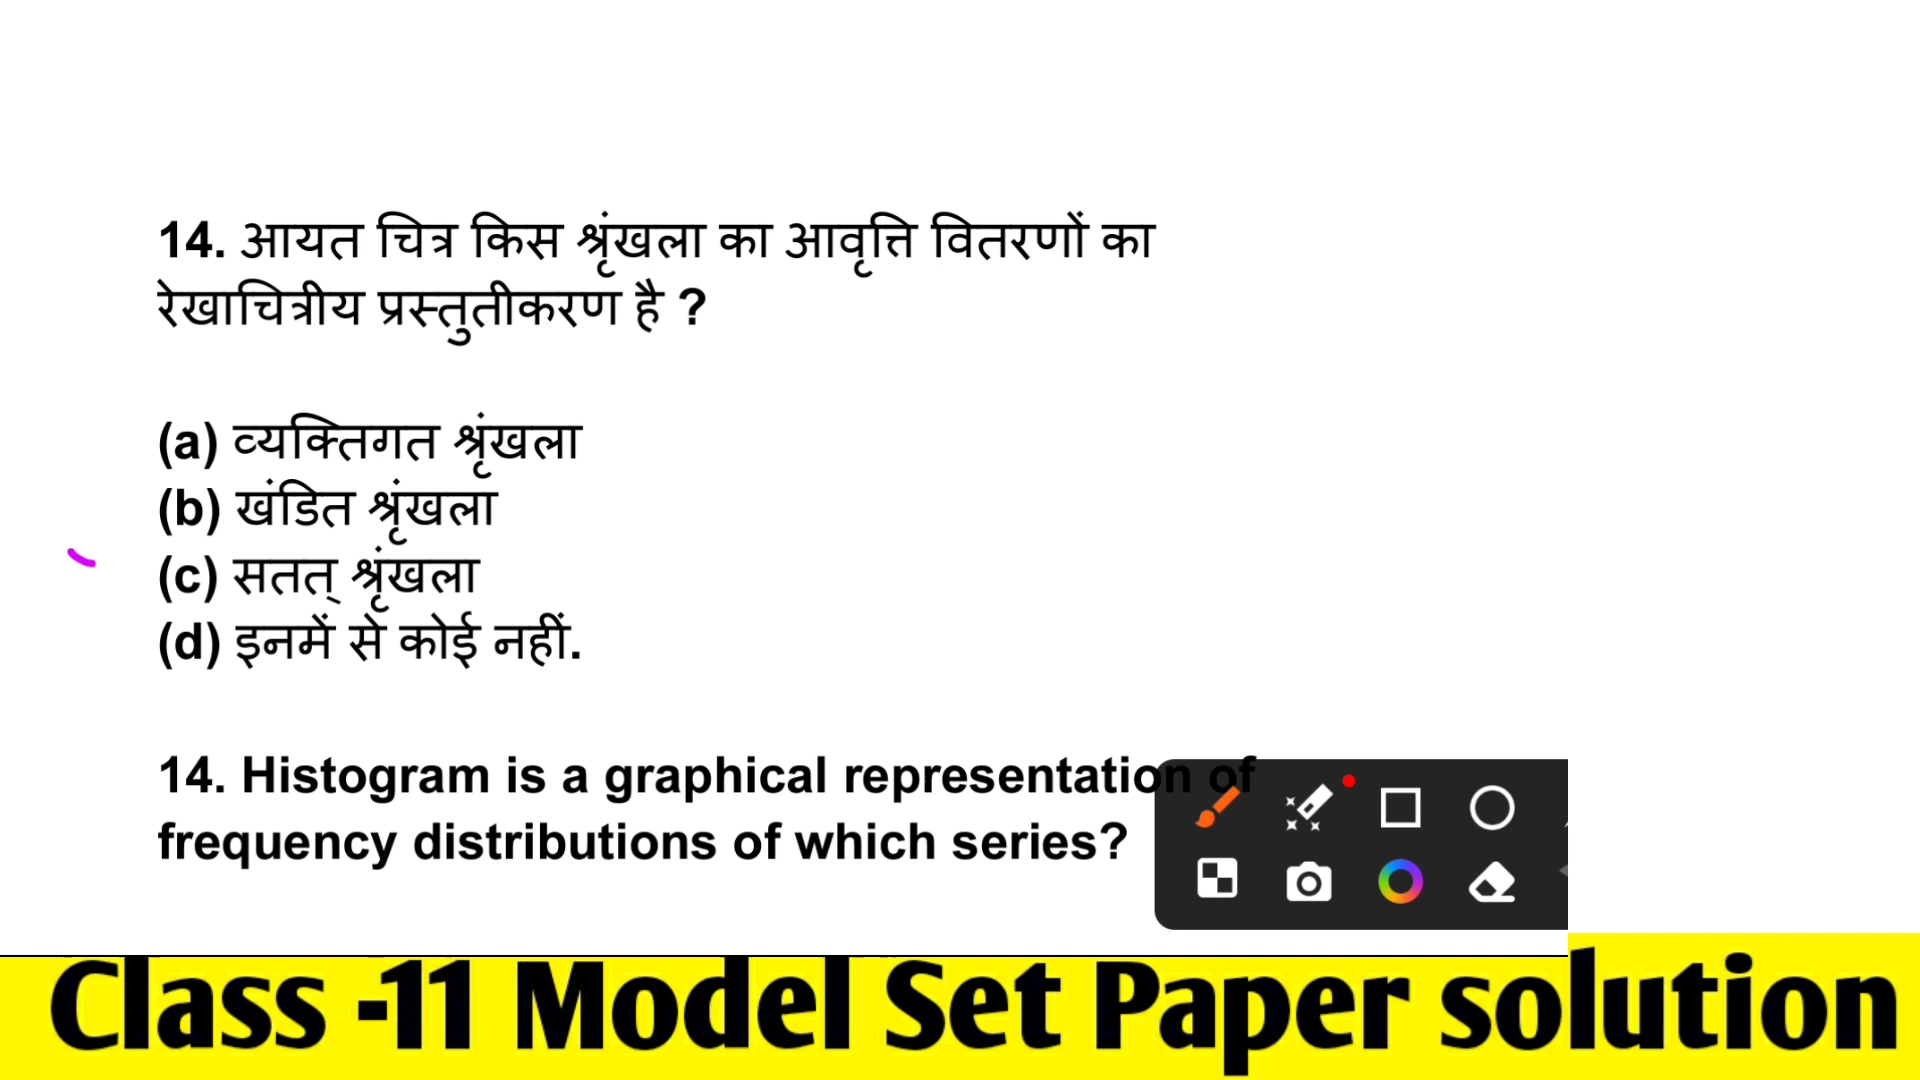 14. आयत चित्र किस श्रृंखला का आवृत्ति वितरणों का
रेखाचित्रीय प्रस्तुतीकरण है ?
(a) व्यक्तिगत श्रृंखला
(b) खंडित श्रृंखला
(c) सतत् श्रृंखला
(d) इनमें से कोई नहीं.
14. Histogram is a graphical representation of
frequency distributions of which series?
Class -11 Model Set Paper solution